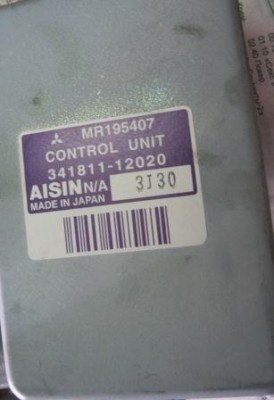 MR195407
CONTROL UNIT
341811-12020
AISIN N/A 3J30
MADE IN JAPAN